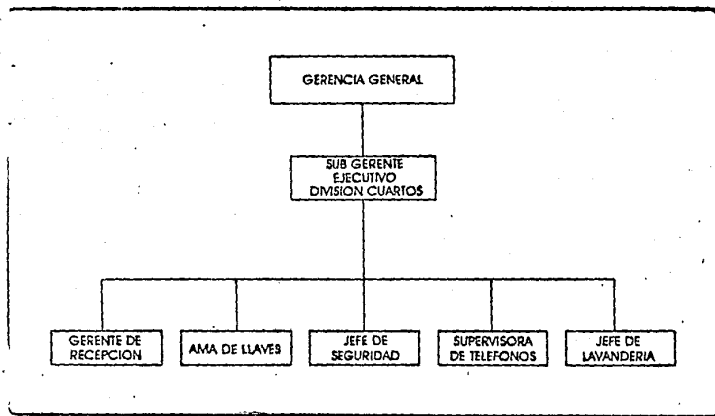 GERENCIA GENERAL
SUB GERENTE
EJECUTIVO
DIVISION CUARTOS
GERENTE DE
RECEPCION
AMA DE LLAVES
JEFE DE
SEGURIDAD
SUPERVISORA
DE TELEFONOS
JEFE DE
LAVANDERIA